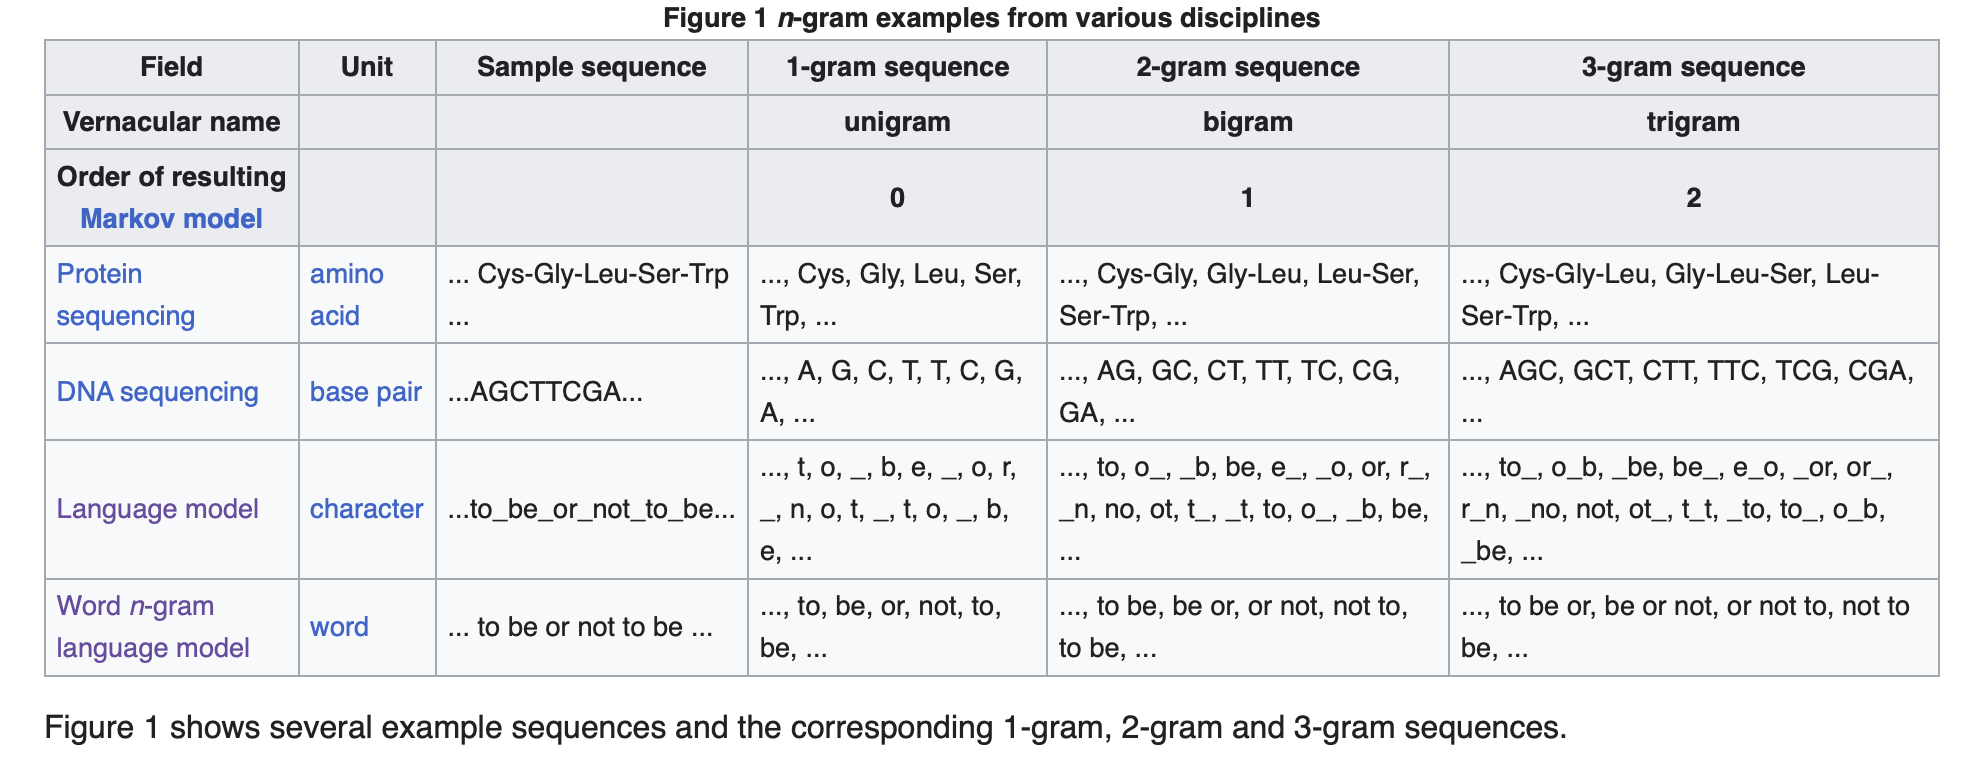 Figure 1 n-gram examples from various disciplines
Field Unit Sample sequence 1-gram sequence 2-gram sequence 3-gram sequence
Vernacular name unigram bigram trigram
Order of resulting
Markov model 0 1 2
Protein
sequencing
amino
acid
... Cys-Gly-Leu-Ser-Trp
...
..., Cys, Gly, Leu, Ser,
Trp, ...
..., Cys-Gly, Gly-Leu, Leu-Ser,
Ser-Trp, ...
..., Cys-Gly-Leu, Gly-Leu-Ser, Leu-
Ser-Trp, ...
DNA sequencing
base pair
...AGCTTCGA...
..., A, G, C, T, T, C, G,
A, ...
..., AG, GC, CT, TT, TC, CG,
GA, ...
..., AGC, GCT, CTT, TTC, TCG, CGA,
...
Language model
character
...to_be_or_not_to_be...
..., t, o, _, b, e, _, o, r,
_, n, o, t, _, t, o, _, b,
e, ...
..., to, o_, _b, be, e_, _o, or, r_,
_n, no, ot, t_, _t, to, o_, _b, be,
...
..., to_, o_b, _be, be_, e_o, _or, or_,
r_n, _no, not, ot_, t_t, _to, to_, o_b,
_be, ...
Word n-gram
language model
word
... to be or not to be ...
..., to, be, or, not, to,
be, ...
..., to be, be or, or not, not to,
to be, ...
..., to be or, be or not, or not to, not to
be, ...
Figure 1 shows several example sequences and the corresponding 1-gram, 2-gram and 3-gram sequences.